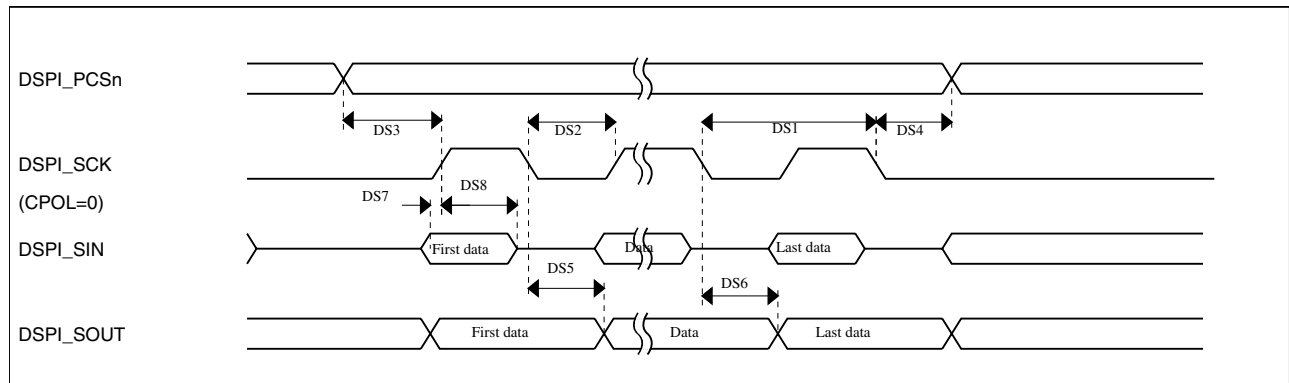 DSPI_PCSn
DS3
DS2
DS1
DS4
DSPI_SCK
(CPOL=0)
DS7
DS8
DSPI_SIN
First data
Data
Last data
DS5
DS6
DSPI_SOUT
First data
Data
Last data